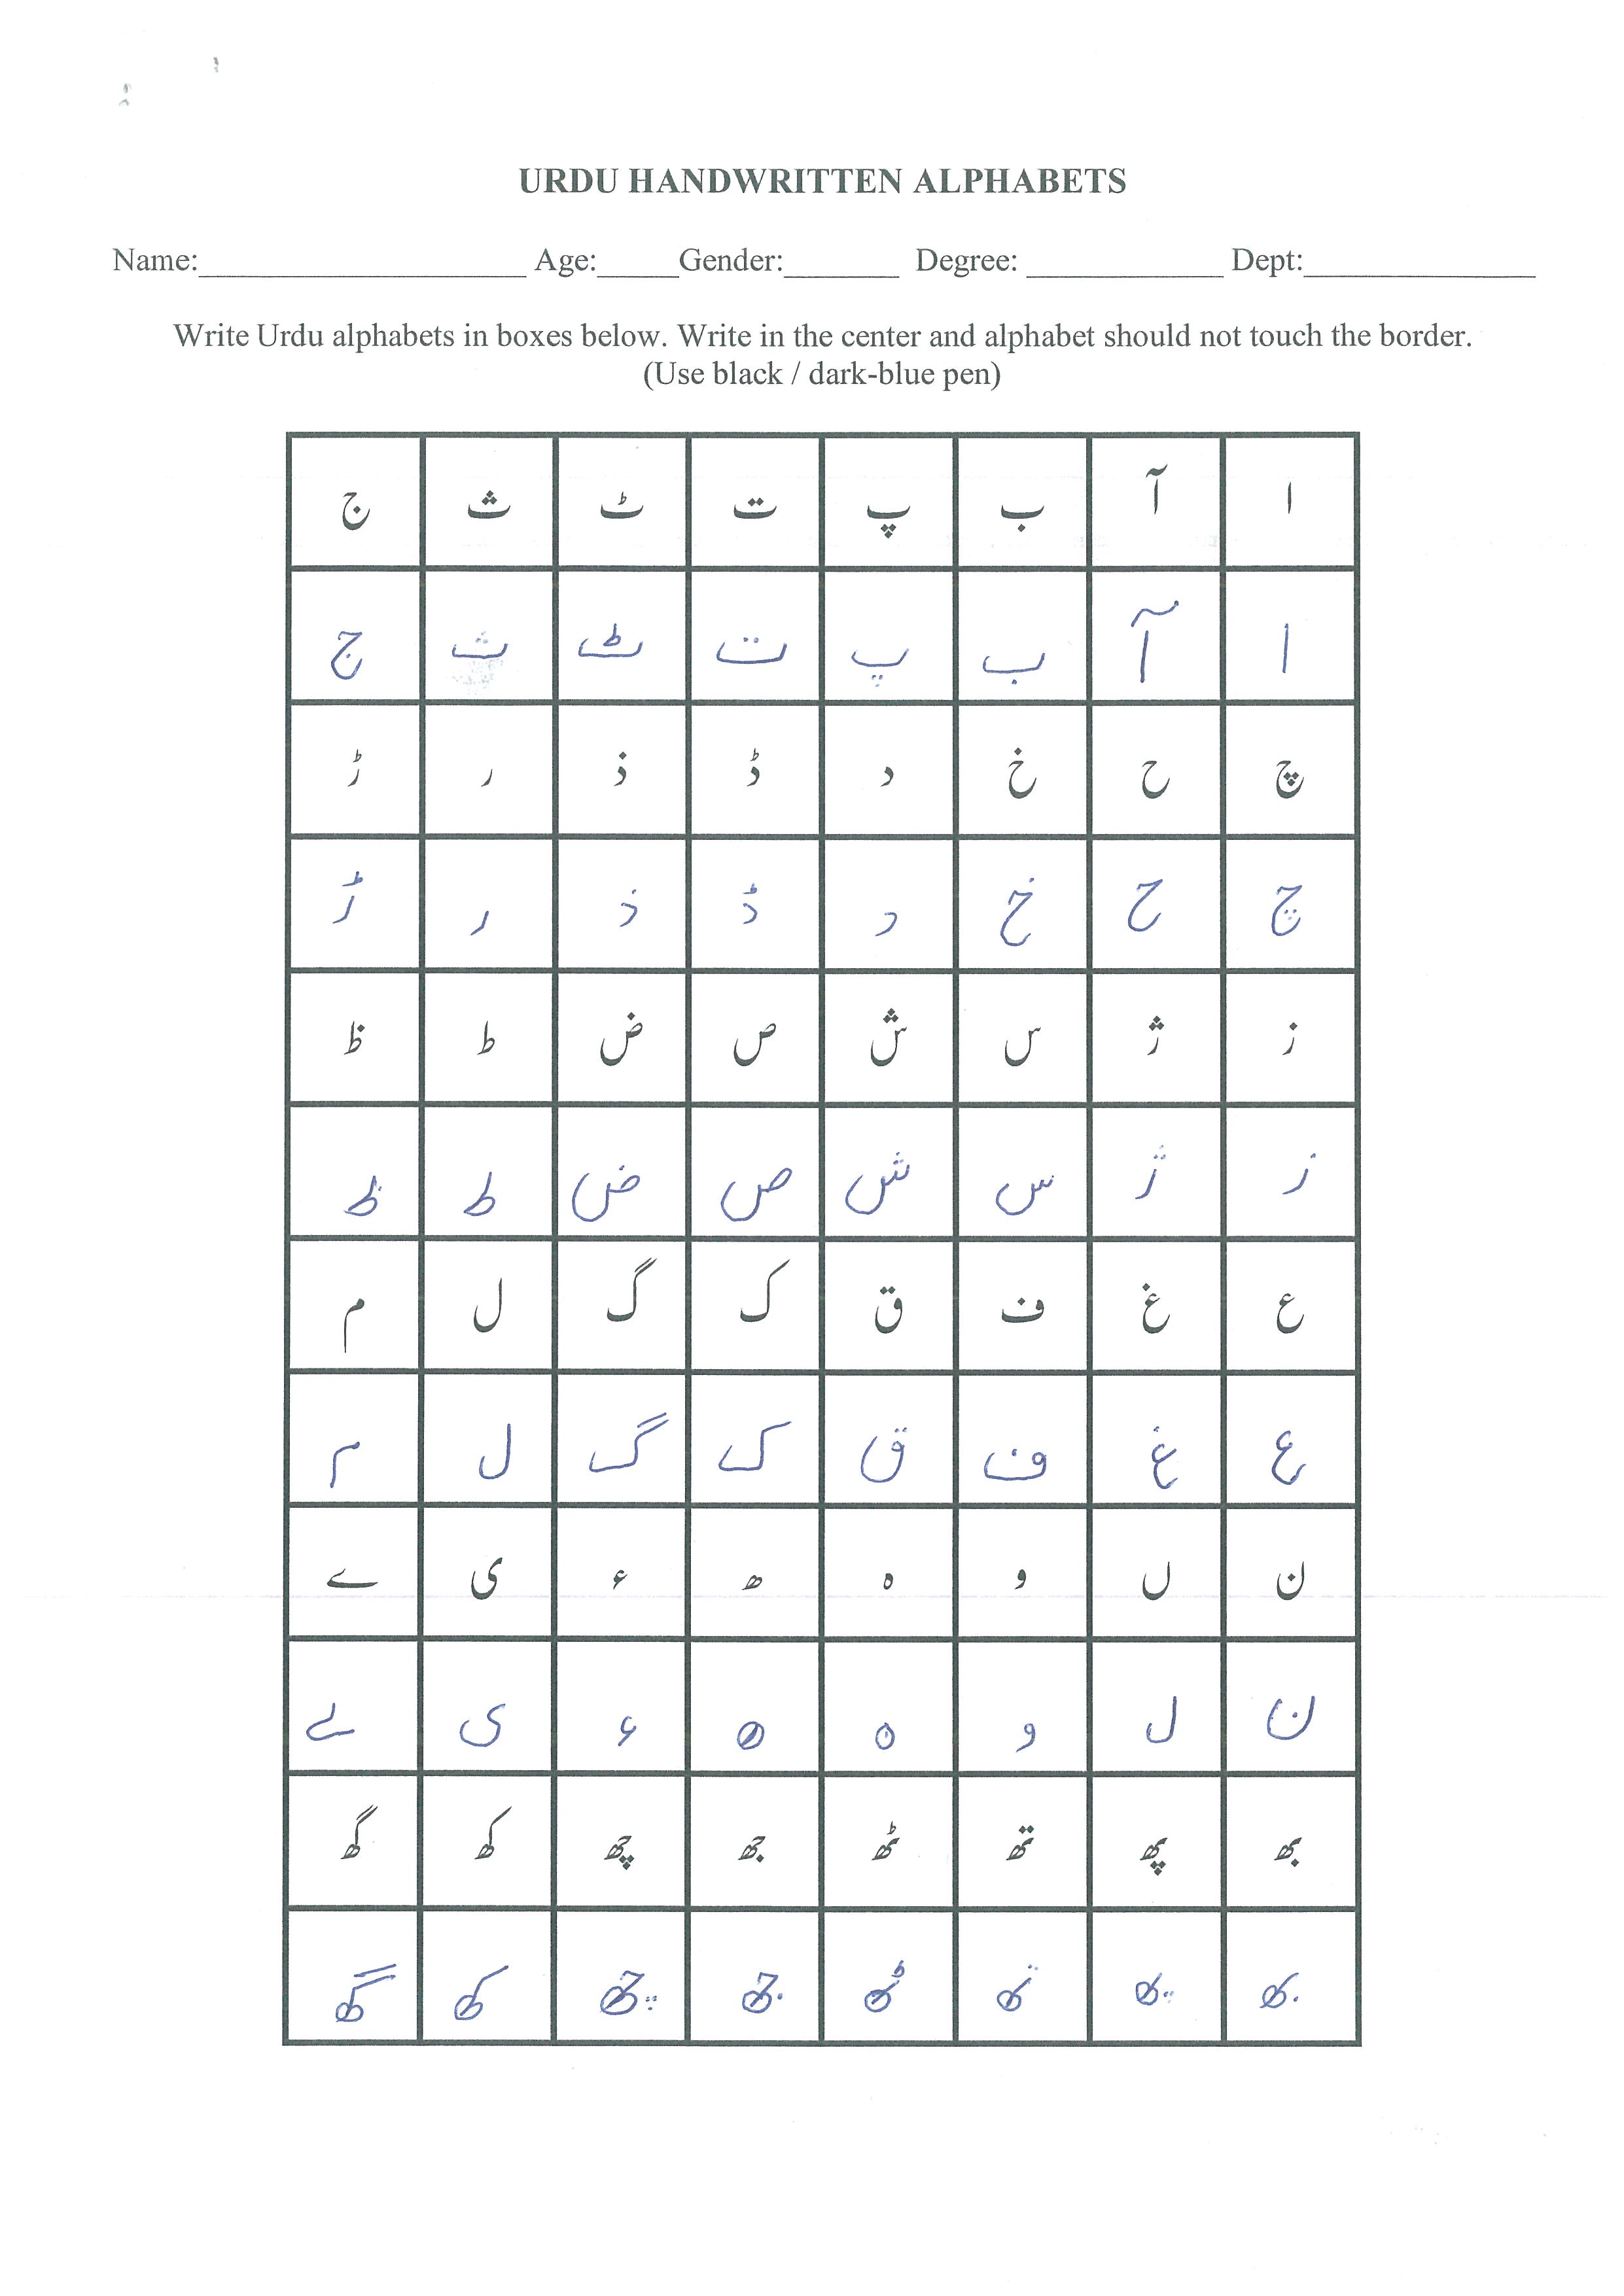 URDU HANDWRITTEN ALPHABETS
Name:____________________ Age:_____Gender:_______ Degree: ____________ Dept:______________
Write Urdu alphabets in boxes below. Write in the center and alphabet should not touch the border.
(Use black / dark-blue pen)
ا آ ب پ ت ٹ ث ج
ا آ ب پ ت ٹ ث ج
چ ح خ د ڈ ذ ر ڑ
چ ح خ د ڈ ذ ر ڑ
ز ژ س ش ص ض ط ظ
ز ژ س ش ص ض ط ظ
ع غ ف ق ک گ ل م
ع غ ف ق ک گ ل م
ن ں و ہ ھ ء ی ے
ن ل و ہ ھ ء ی ے
بھ پھ تھ ٹھ جھ چھ کھ گھ
بھ پھ تھ ٹھ جھ چھ کھ گھ